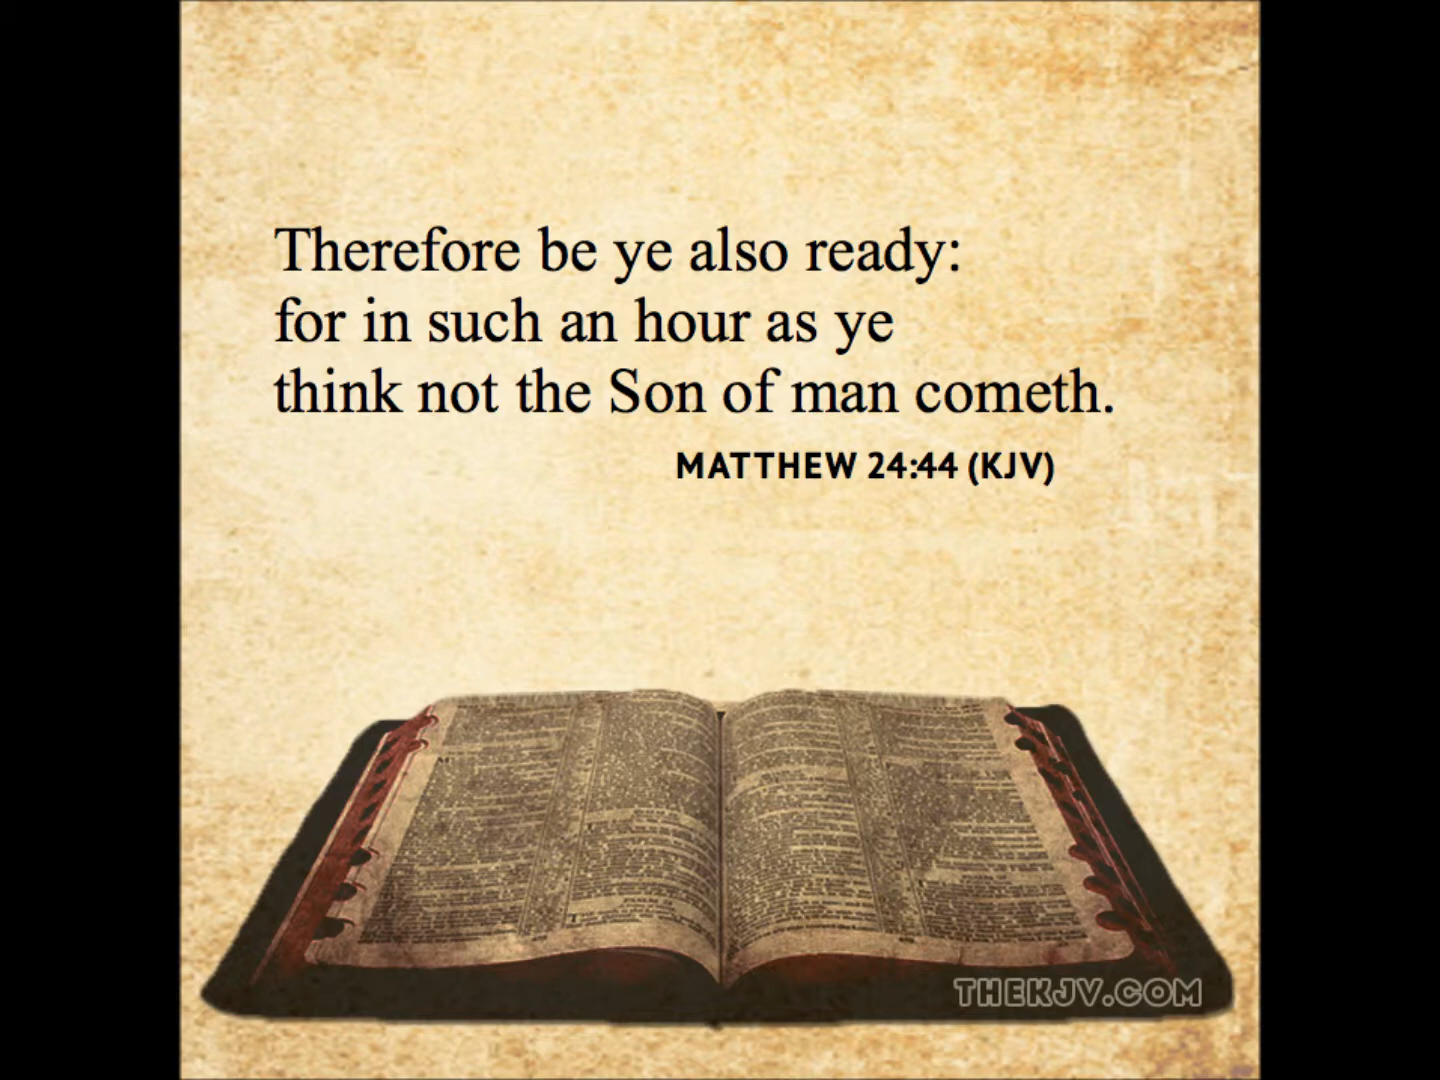 Therefore be ye also ready:
for in such an hour as ye
think not the Son of man cometh.
MATTHEW 24:44 (KJV)
THEKJV.COM